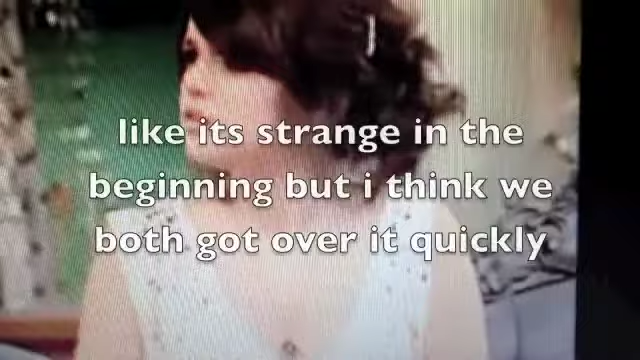 like its strange in the
beginning but i think we
both got over it quickly